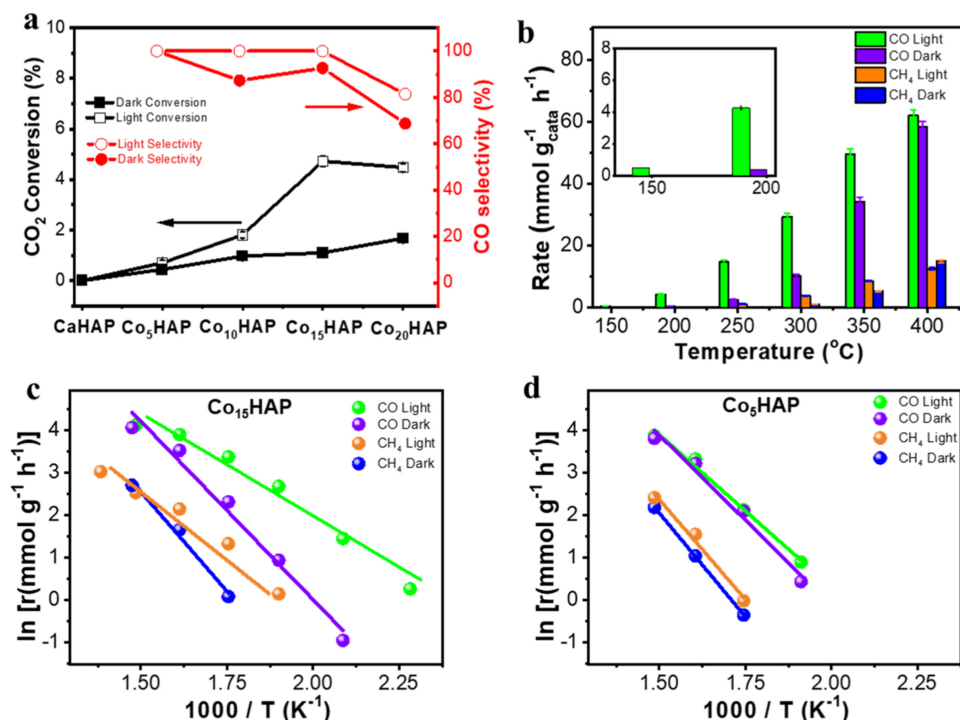 a
CO2 Conversion (%)
10
8
6
4
2
0
Dark Conversion
Light Conversion
Light Selectivity
Dark Selectivity
100
80
60
40
20
0
CO selectivity (%)
CaHAP Co5HAP Co10HAP Co15HAP Co20HAP
b
Rate (mmol g-1cata h-1)
80
60
40
20
0
CO Light
CO Dark
CH4 Light
CH4 Dark
8
6
4
2
0
150 200
150 200 250 300 350 400
Temperature (oC)
c
Co15HAP
ln [r(mmol g-1 h-1)]
4
3
2
1
0
-1
CO Light
CO Dark
CH4 Light
CH4 Dark
1.50 1.75 2.00 2.25
1000 / T (K-1)
d
Co5HAP
ln [r(mmol g-1 h-1)]
4
3
2
1
0
-1
CO Light
CO Dark
CH4 Light
CH4 Dark
1.50 1.75 2.00 2.25
1000 / T (K-1)